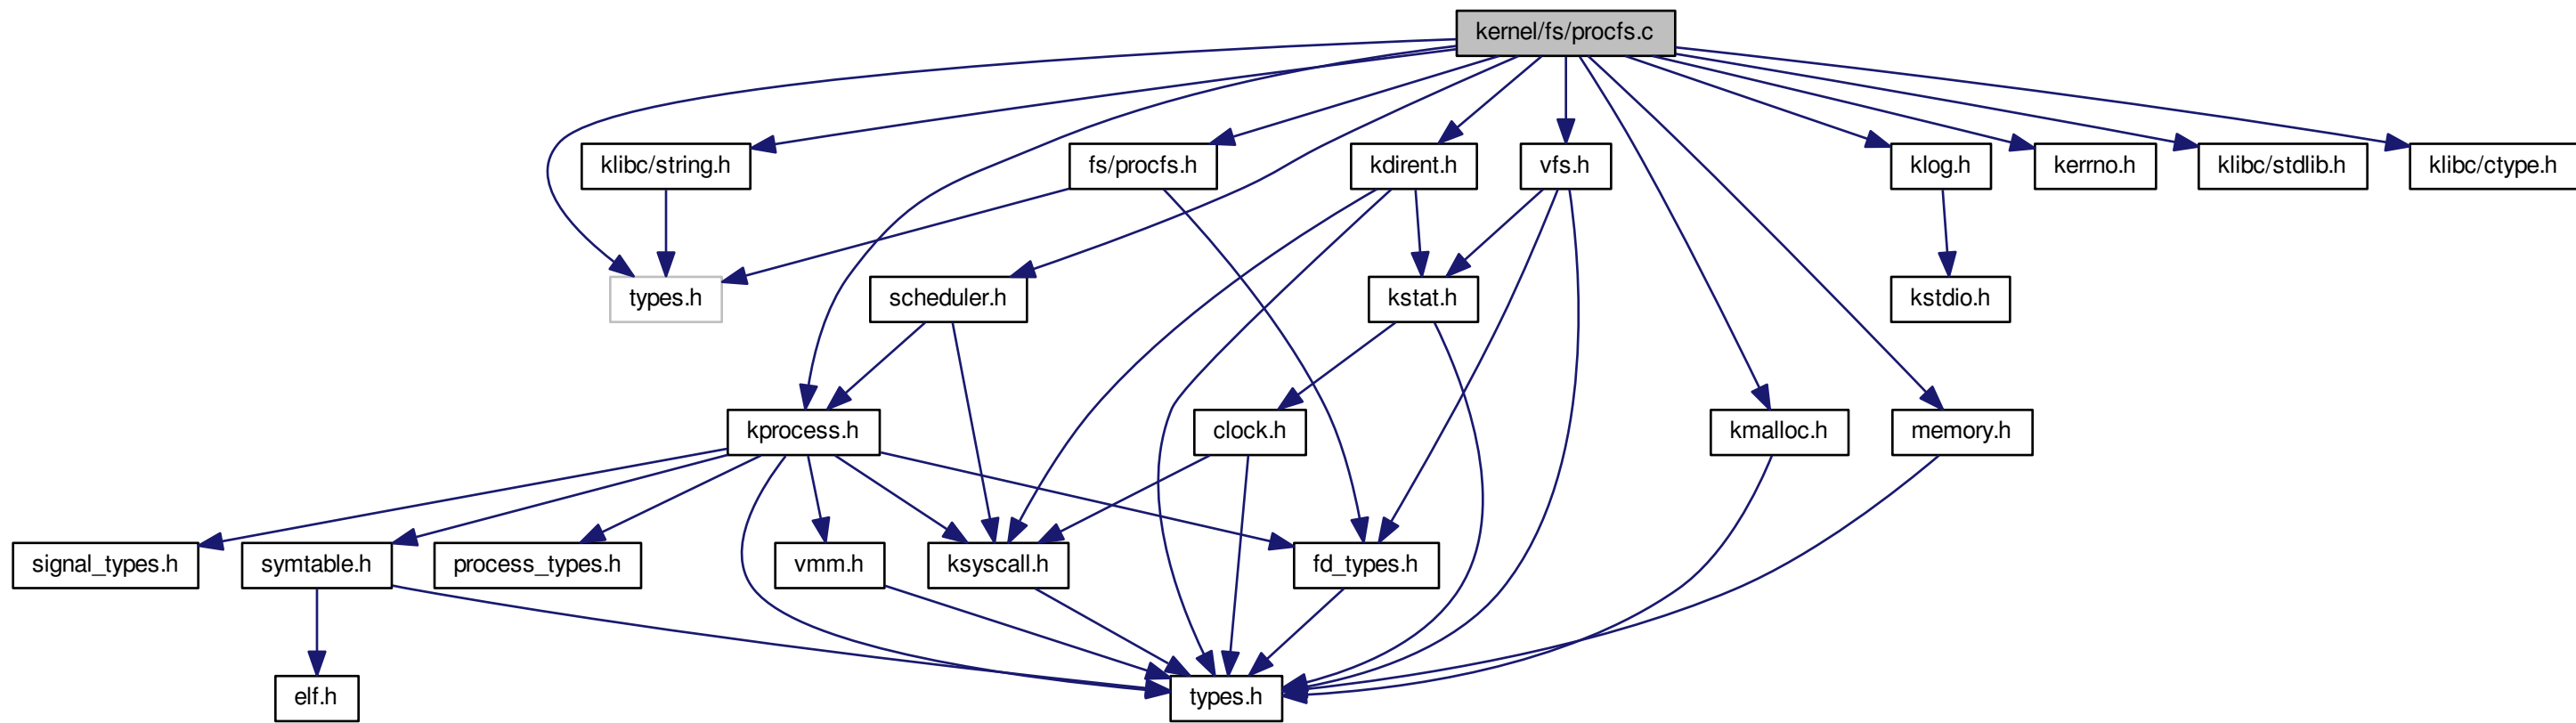 kernel/fs/procfs.c
klibc/string.h
fs/procfs.h
kdirent.h
vfs.h
klog.h
kerrno.h
klibc/stdlib.h
klibc/ctype.h
types.h
scheduler.h
kstat.h
kstdio.h
kprocess.h
clock.h
kmalloc.h
memory.h
signal_types.h
symtable.h
process_types.h
vmm.h
ksyscall.h
fd_types.h
elf.h
types.h